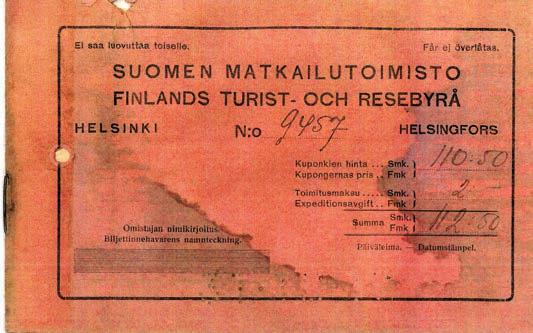 Ei saa luovuttaa toiselle. Får ej överlåtas.
SUOMEN MATKAILUTOIMISTO
FINLANDS TURIST- OCH RESEBYRÅ
HELSINKI N:o 9457 HELSINGFORS
Kuponkien hinta ... Smk. } 110.50
Kupongernas pris .. Fmk
Toimitusmaksu ..... Smk. } 2
Expeditionsavgift .. Fmk
Summa Smk. } 112.50
Fmk
Omistajan nimikirjoitus.
Biljettinnehavarens namnteckning.
Päiväleima. — Datumstämpel.